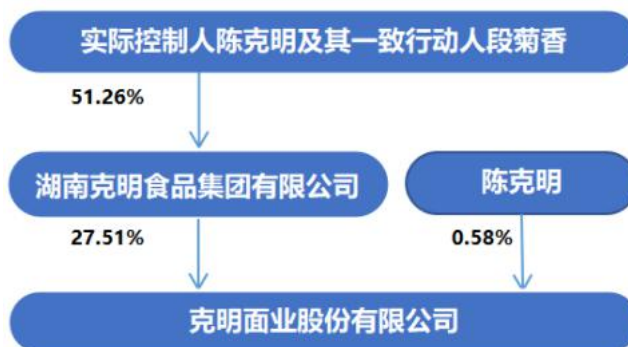 实际控制人陈克明及其一致行动人段菊香
51.26%
湖南克明食品集团有限公司
陈克明
27.51%
0.58%
克明面业股份有限公司